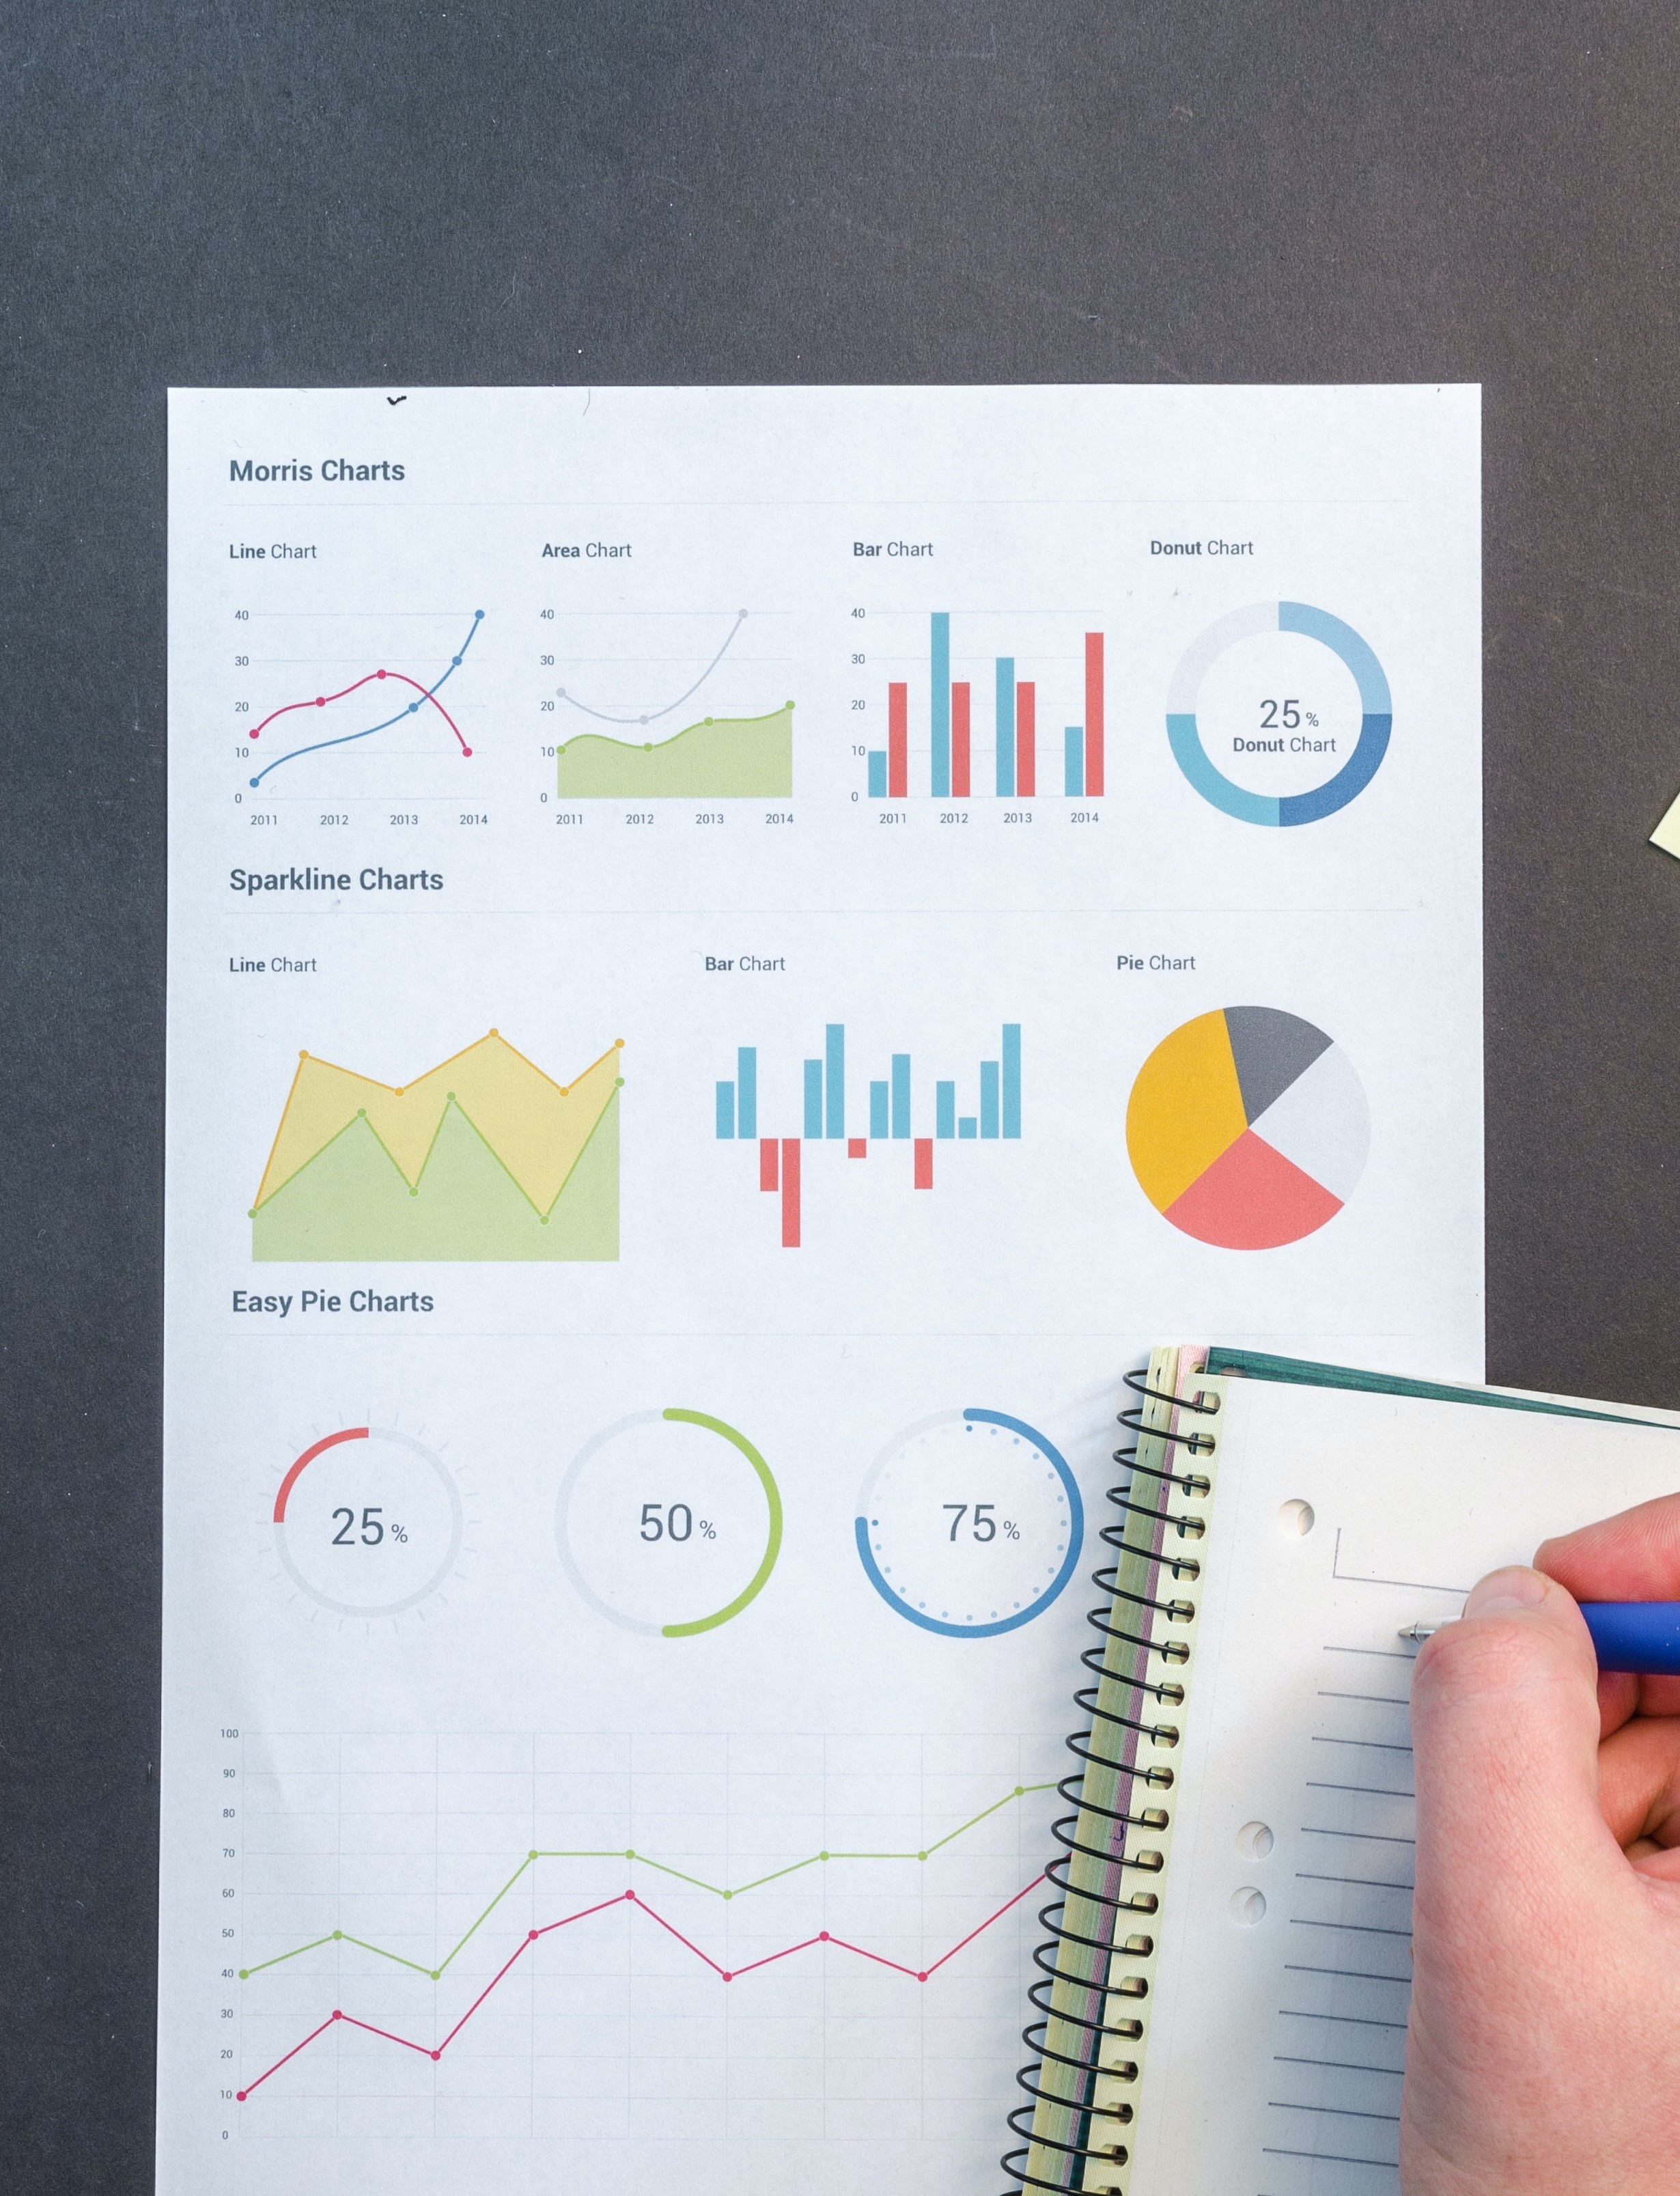 Morris Charts
Line Chart
Area Chart
Bar Chart
Donut Chart
40
30
20
10
0
2011 2012 2013 2014
40
30
20
10
0
2011 2012 2013 2014
40
30
20
10
0
2011 2012 2013 2014
25 %
Donut Chart
Sparkline Charts
Line Chart
Bar Chart
Pie Chart
Easy Pie Charts
25 %
50 %
75 %
100
90
80
70
60
50
40
30
20
10
0